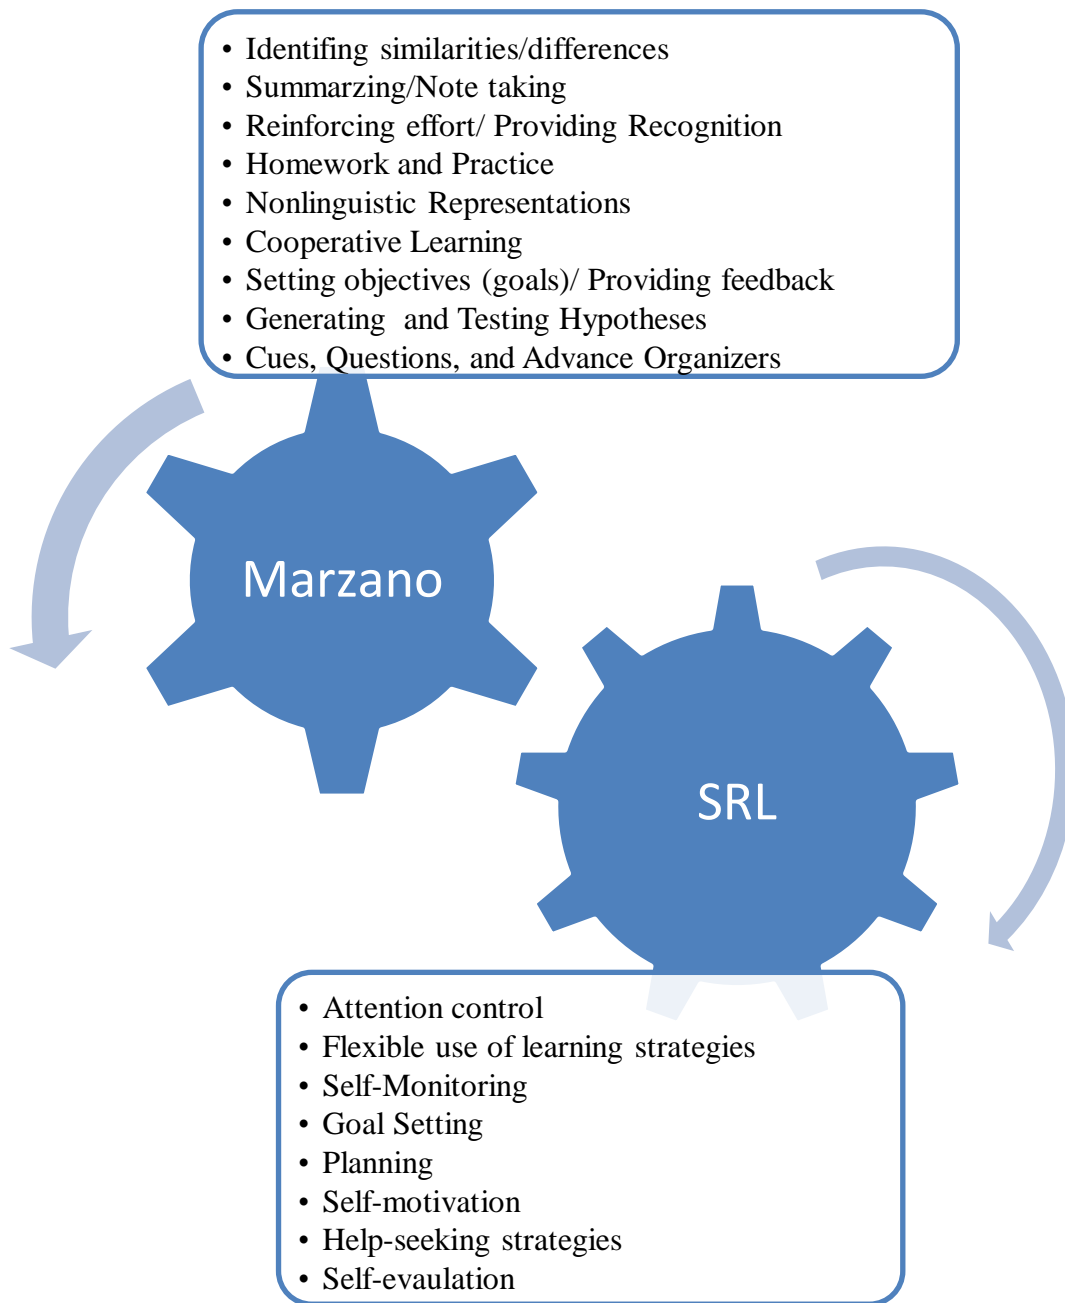 • Identifing similarities/differences
• Summarzing/Note taking
• Reinforcing effort/ Providing Recognition
• Homework and Practice
• Nonlinguistic Representations
• Cooperative Learning
• Setting objectives (goals)/ Providing feedback
• Generating  and Testing Hypotheses
• Cues, Questions, and Advance Organizers
Marzano
SRL
• Attention control
• Flexible use of learning strategies
• Self-Monitoring
• Goal Setting
• Planning
• Self-motivation
• Help-seeking strategies
• Self-evaulation